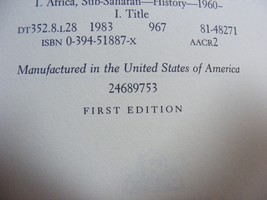 1. Africa, Sub-Saharan—History—1960–
I. Title
DT352.8.L28 1983 967 81-48271
ISBN 0-394-51887-X AACR2
Manufactured in the United States of America
24689753
FIRST EDITION